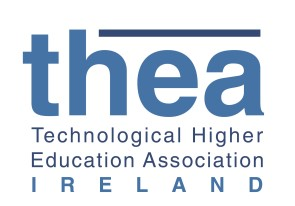 thea
Technological Higher
Education Association
IRELAND